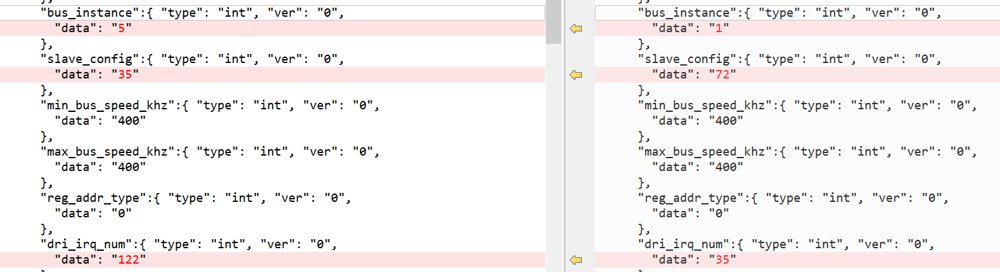 },
"bus_instance":{ "type": "int", "ver": "0",
"data": "5"
},
"slave_config":{ "type": "int", "ver": "0",
"data": "35"
},
"min_bus_speed_khz":{ "type": "int", "ver": "0",
"data": "400"
},
"max_bus_speed_khz":{ "type": "int", "ver": "0",
"data": "400"
},
"reg_addr_type":{ "type": "int", "ver": "0",
"data": "0"
},
"dri_irq_num":{ "type": "int", "ver": "0",
"data": "122"
},
},
"bus_instance":{ "type": "int", "ver": "0",
"data": "1"
},
"slave_config":{ "type": "int", "ver": "0",
"data": "72"
},
"min_bus_speed_khz":{ "type": "int", "ver": "0",
"data": "400"
},
"max_bus_speed_khz":{ "type": "int", "ver": "0",
"data": "400"
},
"reg_addr_type":{ "type": "int", "ver": "0",
"data": "0"
},
"dri_irq_num":{ "type": "int", "ver": "0",
"data": "35"
},